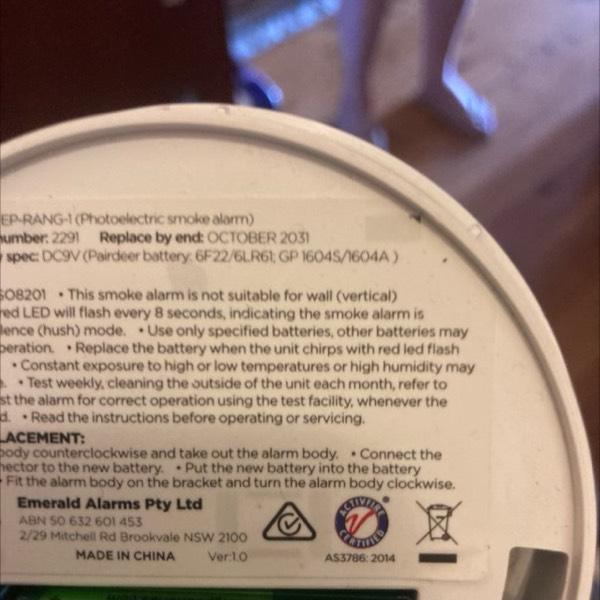 EP-RANG-1 (Photoelectric smoke alarm)
umber: 2291 Replace by end: OCTOBER 2031
spec: DC9V (Pairdeer battery: 6F22/6LR61; GP 1604S/1604A )
SO8201 • This smoke alarm is not suitable for wall (vertical)
red LED will flash every 8 seconds, indicating the smoke alarm is
lence (hush) mode. • Use only specified batteries, other batteries may
peration. • Replace the battery when the unit chirps with red led flash
• Constant exposure to high or low temperatures or high humidity may
e. • Test weekly, cleaning the outside of the unit each month, refer to
st the alarm for correct operation using the test facility, whenever the
d. • Read the instructions before operating or servicing.
LACEMENT:
body counterclockwise and take out the alarm body. • Connect the
nector to the new battery. • Put the new battery into the battery
• Fit the alarm body on the bracket and turn the alarm body clockwise.
Emerald Alarms Pty Ltd
ABN 50 632 601 453
2/29 Mitchell Rd Brookvale NSW 2100
MADE IN CHINA Ver:1.0
ACTIVFIRE
CERTIFIED
AS3786: 2014